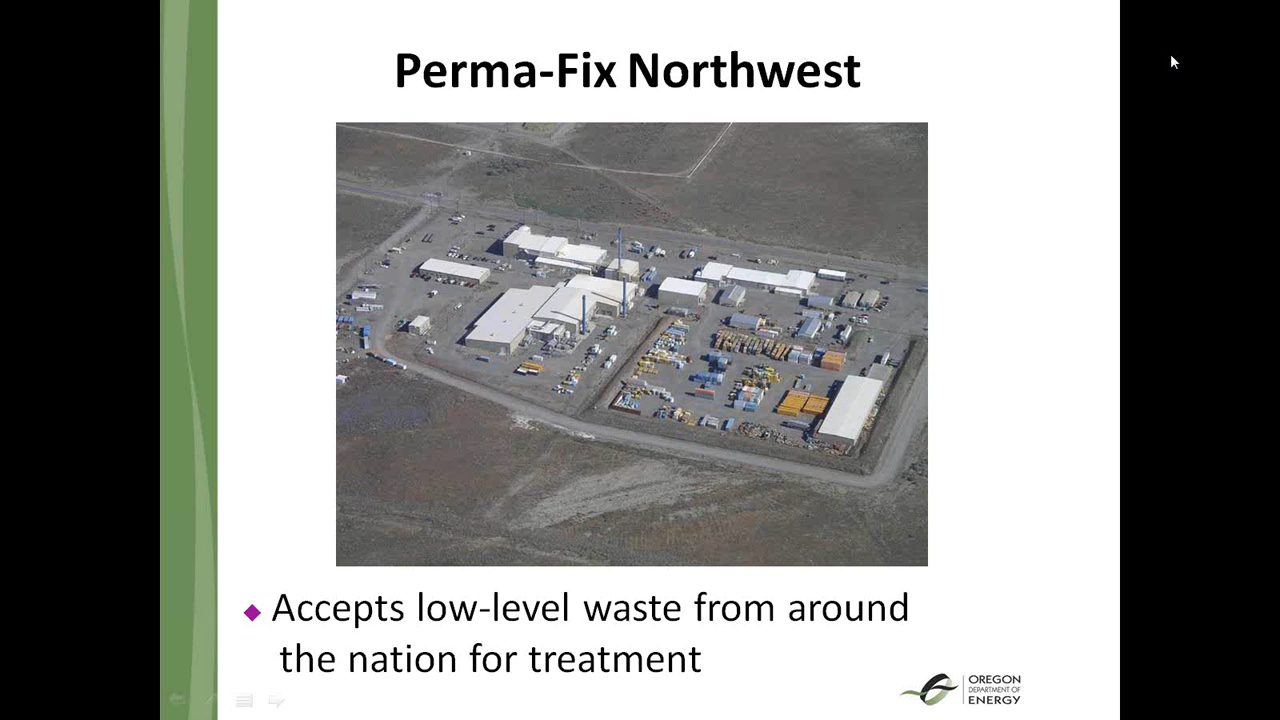 Perma-Fix Northwest
Accepts low-level waste from around
the nation for treatment
OREGON
DEPARTMENT OF
ENERGY